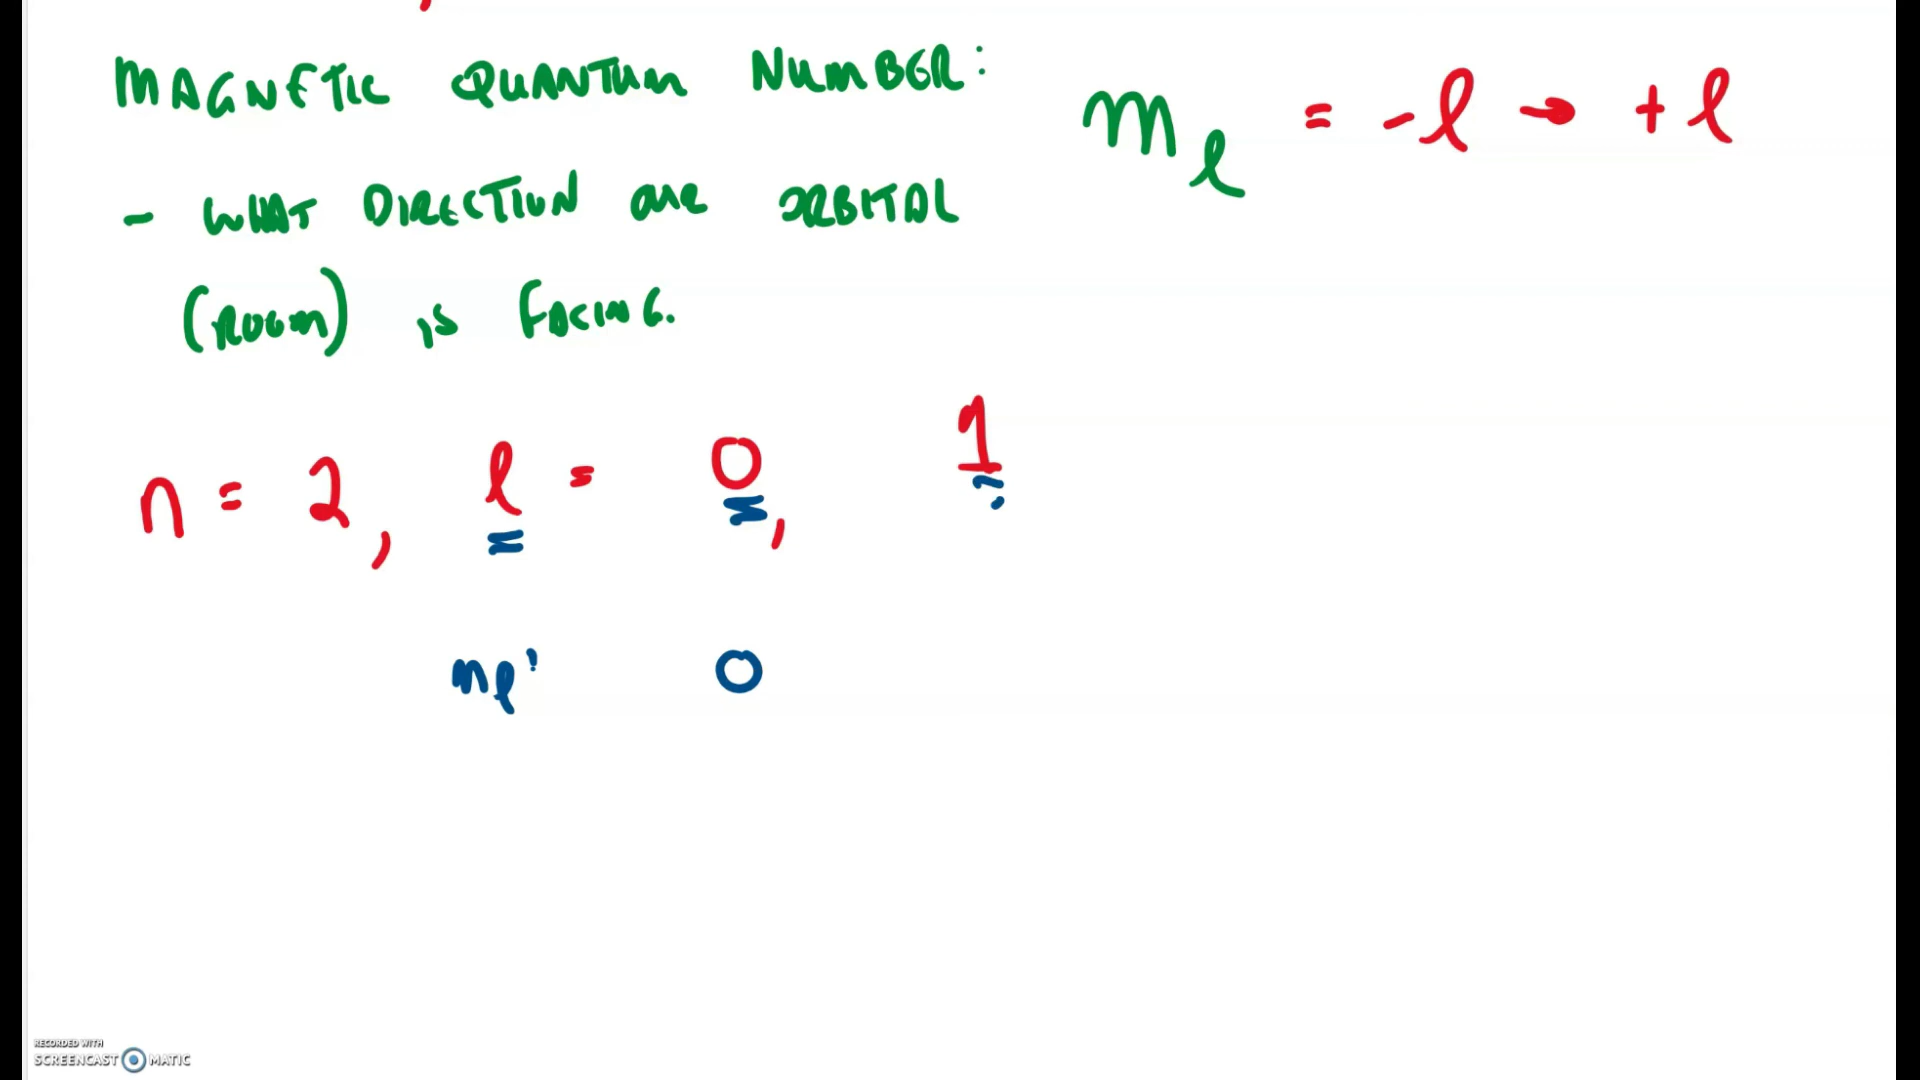 MAGNETIC QUANTUM NUMBER: mℓ = -ℓ → +ℓ
- WHAT DIRECTION are ORBITAL
(ROOM) is FACING.
n = 2, ℓ = 0, 1
mℓ: 0
RECORDED WITH
SCREENCAST MATIC